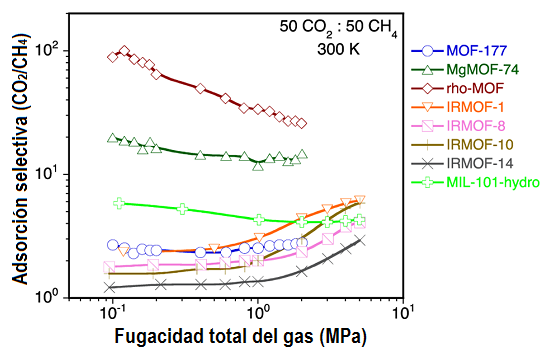 50 CO₂ : 50 CH₄
300 K
Adsorción selectiva (CO₂/CH₄)
10²
10¹
10⁰
10⁻¹
10⁰
10¹
Fugacidad total del gas (MPa)
MOF-177
MgMOF-74
rho-MOF
IRMOF-1
IRMOF-8
IRMOF-10
IRMOF-14
MIL-101-hydro